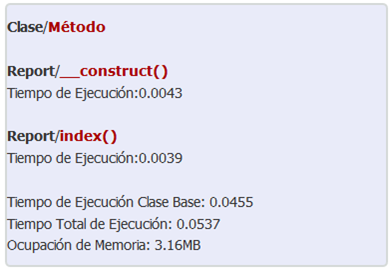 Clase/Método
Report/__construct()
Tiempo de Ejecución:0.0043
Report/index()
Tiempo de Ejecución:0.0039
Tiempo de Ejecución Clase Base: 0.0455
Tiempo Total de Ejecución: 0.0537
Ocupación de Memoria: 3.16MB